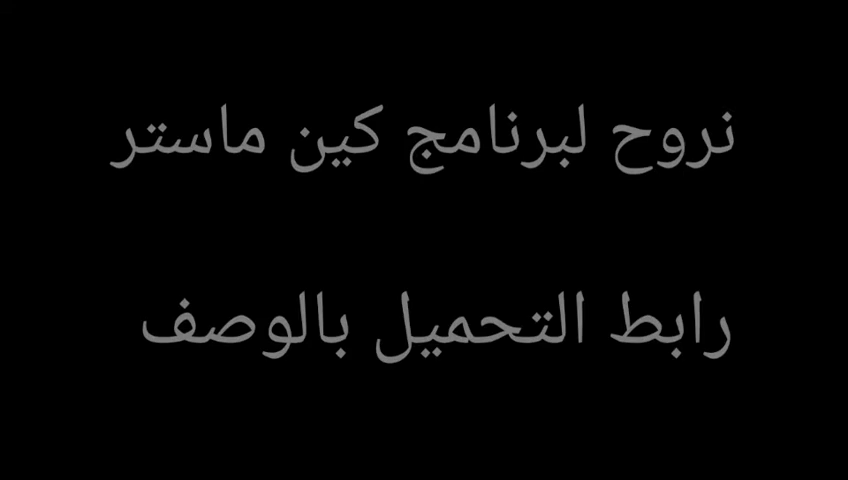 نروح لبرنامج كين ماستر
رابط التحميل بالوصف